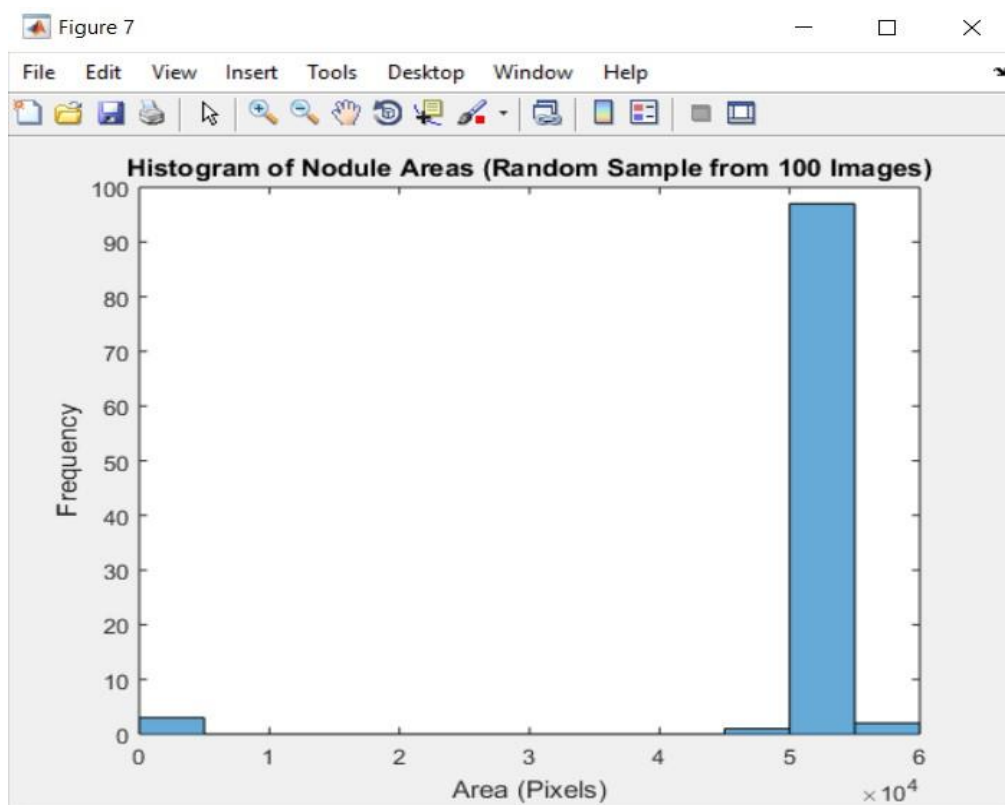 Figure 7
File Edit View Insert Tools Desktop Window Help
Histogram of Nodule Areas (Random Sample from 100 Images)
100
90
80
70
60
50
40
30
20
10
0
Frequency
0 1 2 3 4 5 6
Area (Pixels)
× 10⁴